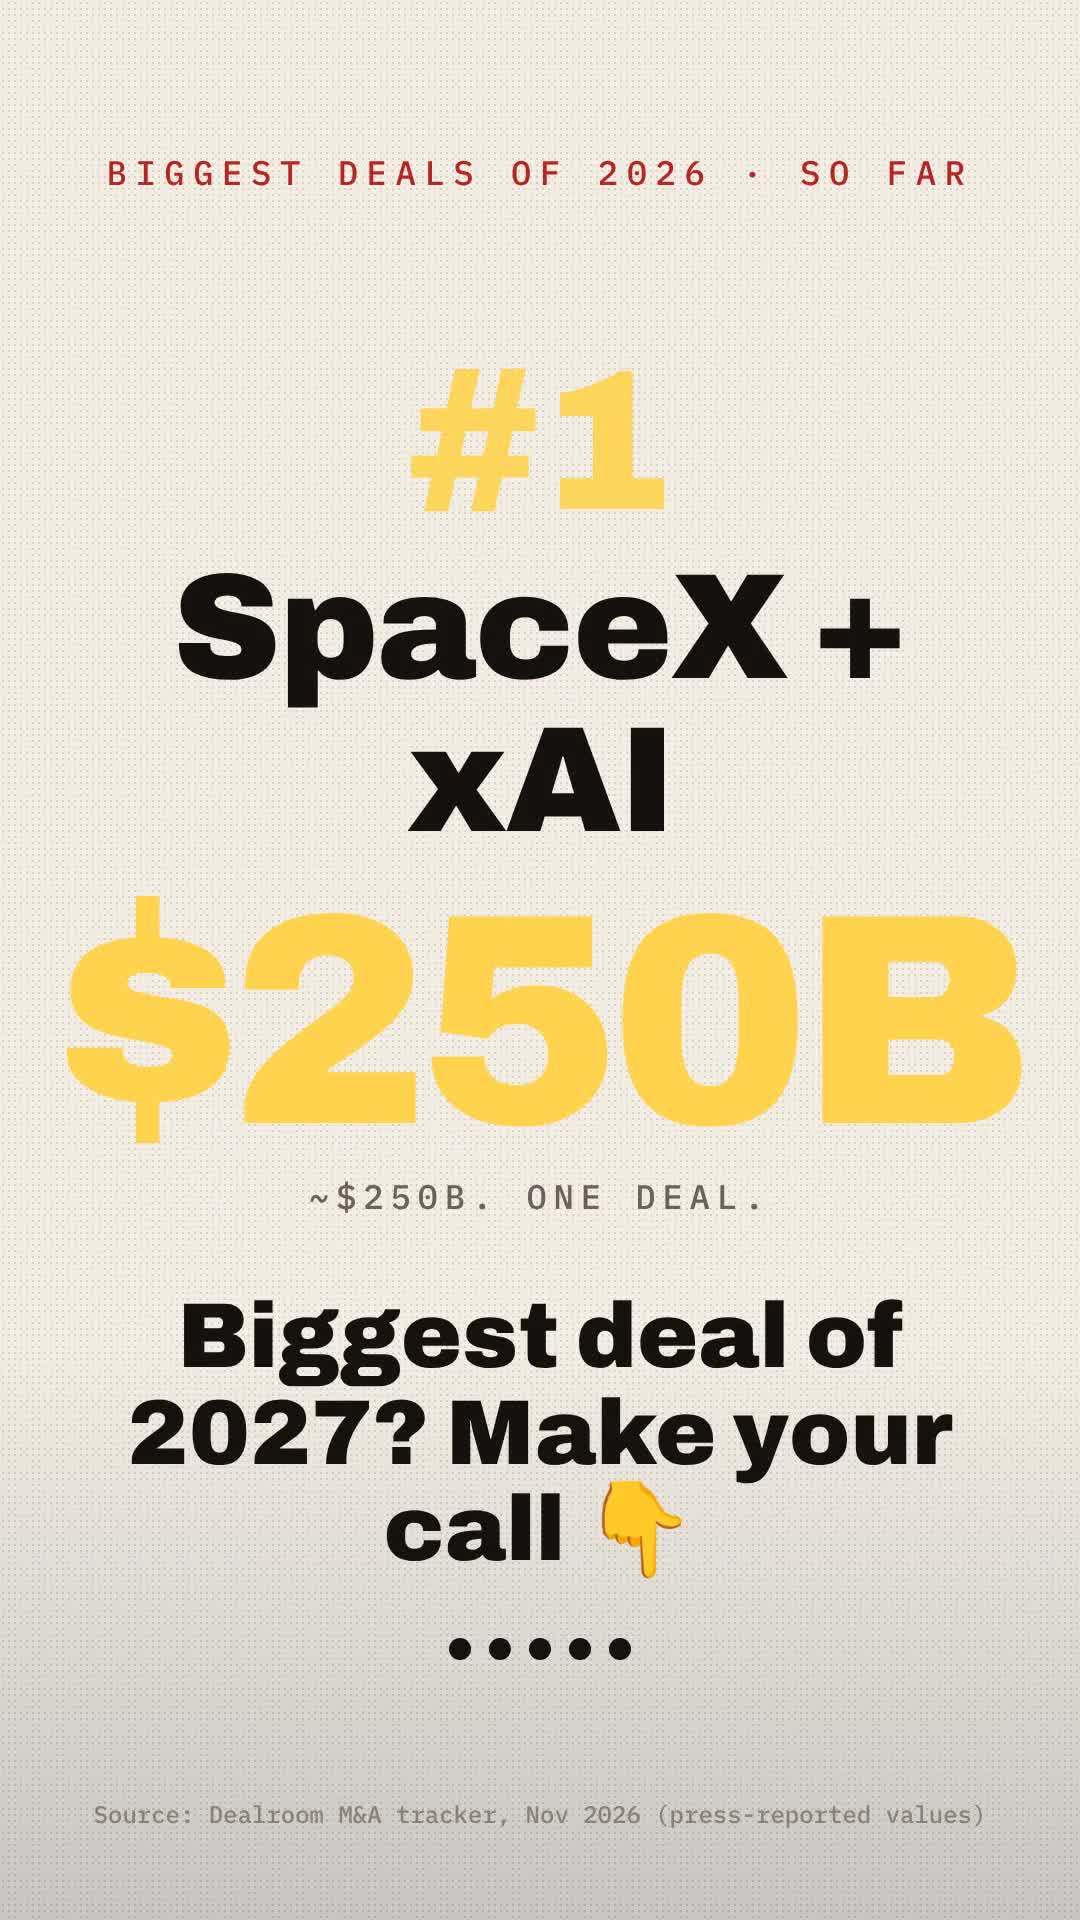 BIGGEST DEALS OF 2026 · SO FAR
#1
SpaceX +
xAI
$250B
~$250B. ONE DEAL.
Biggest deal of
2027? Make your
call 👇
Source: Dealroom M&A tracker, Nov 2026 (press-reported values)